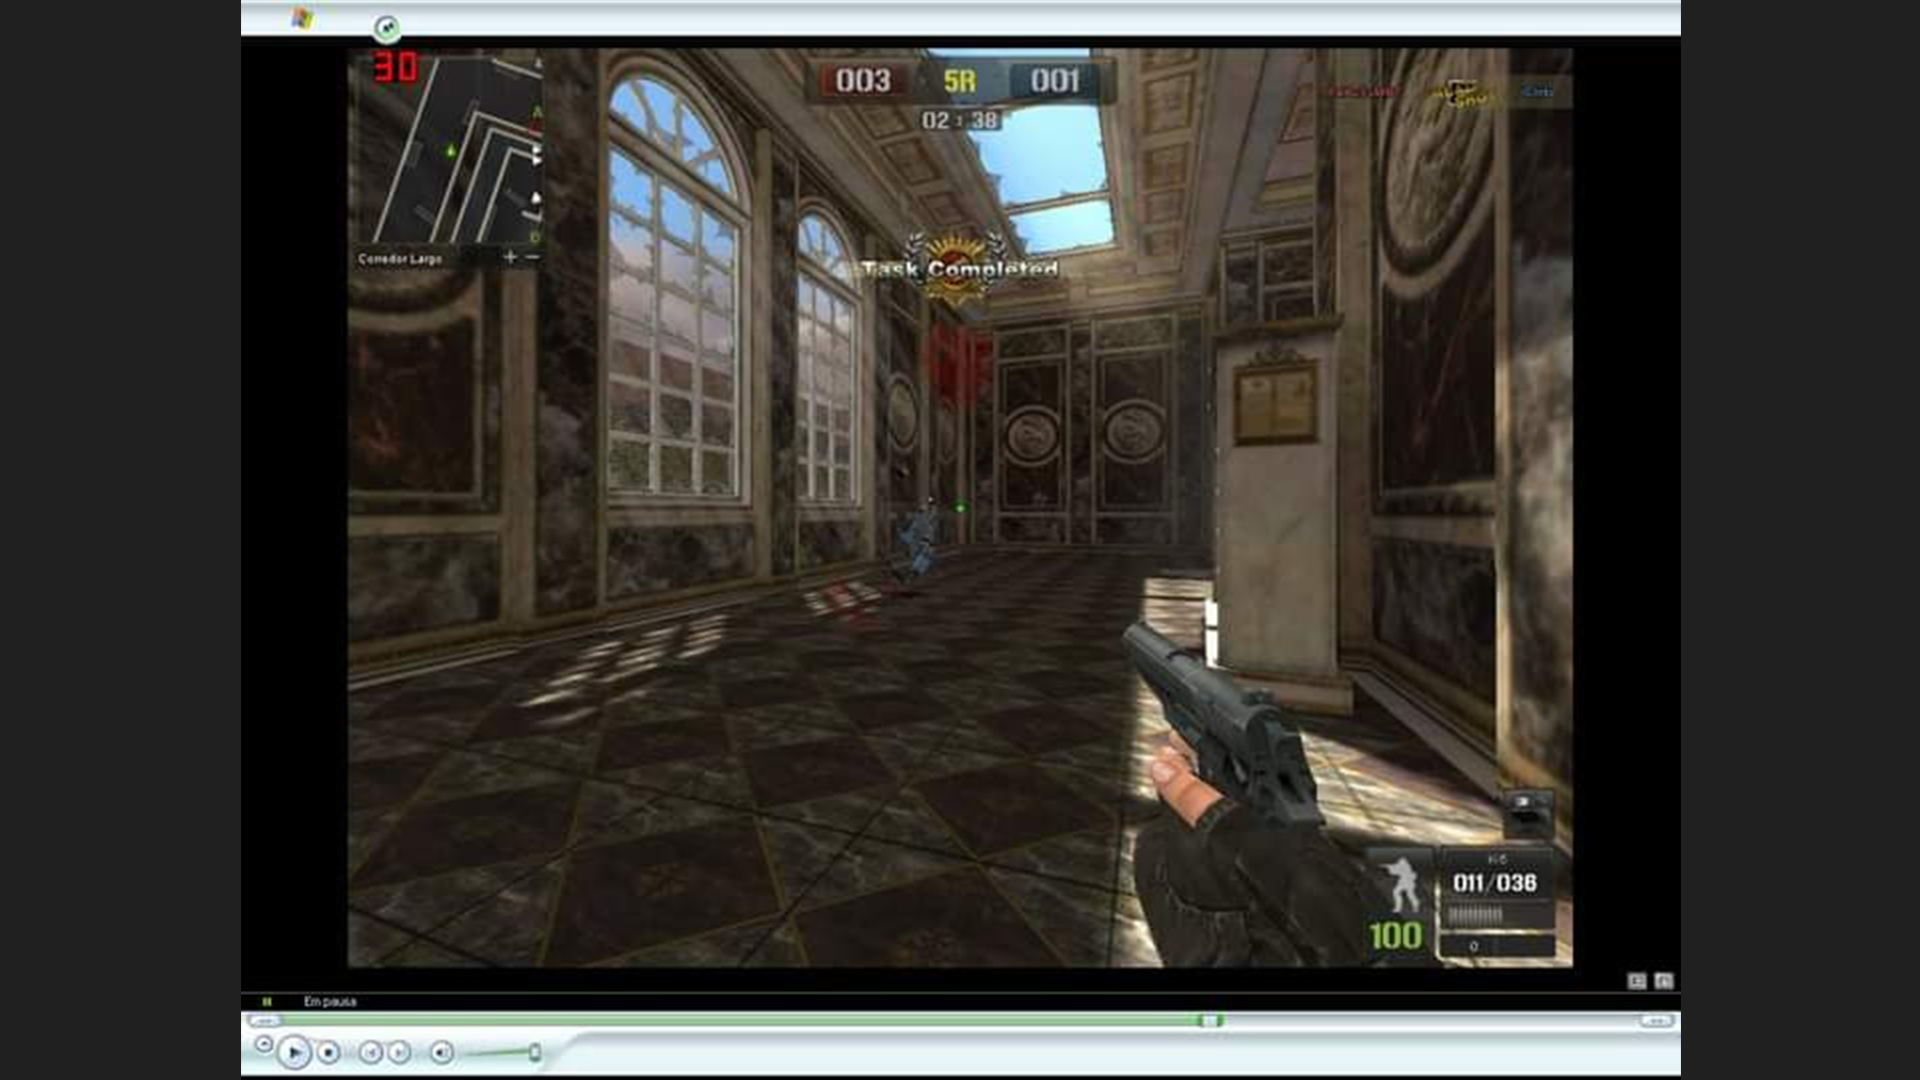 30
003 5R 001
02 : 38
Corredor Largo
+ -
Task Completed
011/036
100
0
Em pausa